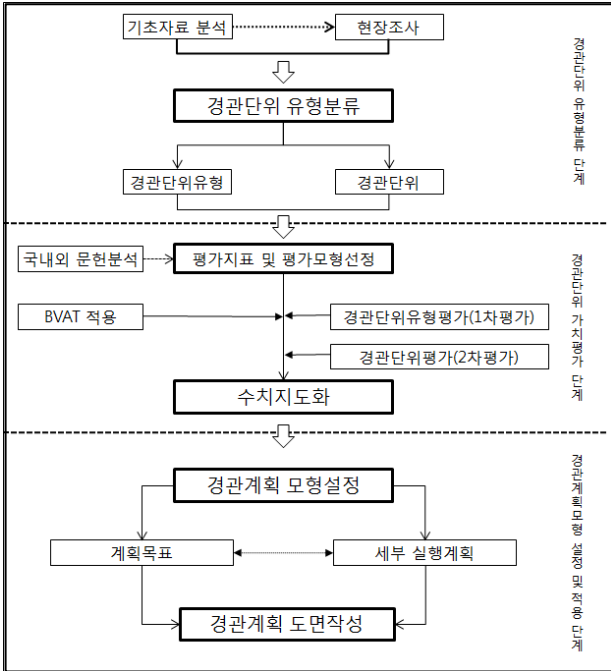 기초자료 분석
현장조사
경관단위 유형분류
경관단위유형
경관단위
경관단위 유형분류 단계
국내외 문헌분석
평가지표 및 평가모형선정
BVAT 적용
경관단위유형평가(1차평가)
경관단위평가(2차평가)
수치지도화
경관단위 가치평가 단계
경관계획 모형설정
계획목표
세부 실행계획
경관계획 도면작성
경관계획모형 설정 및 적용 단계